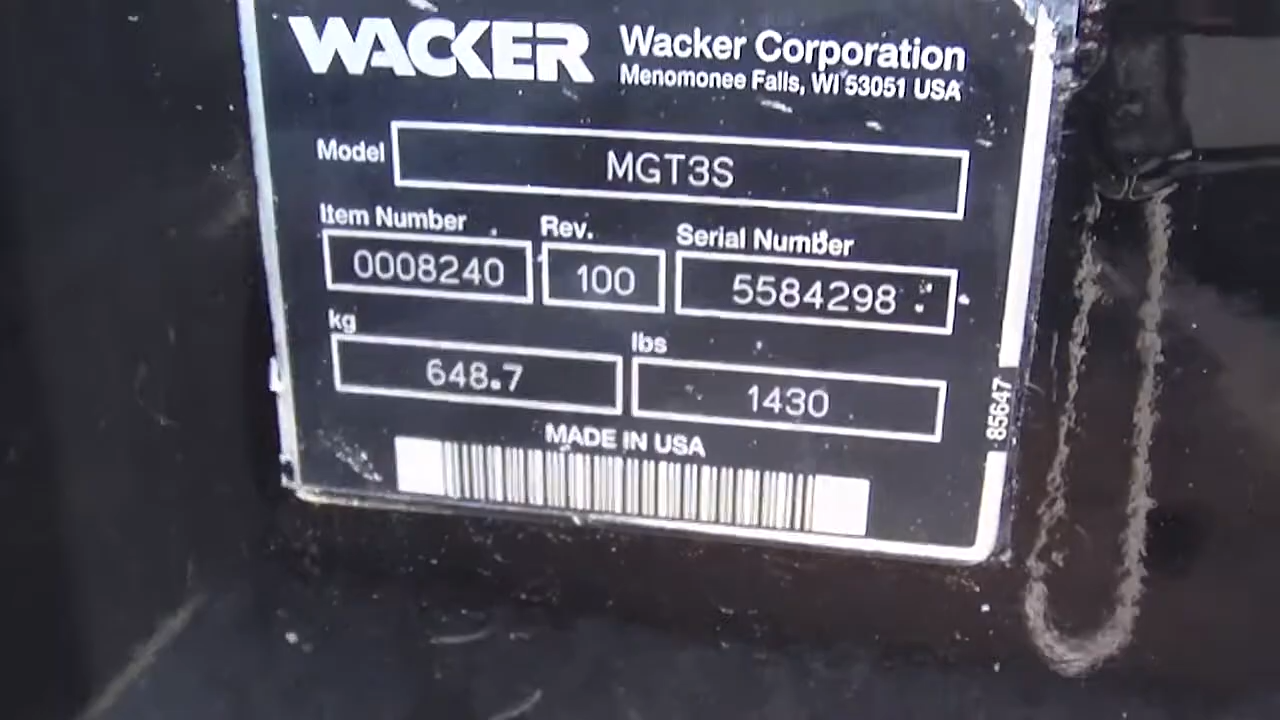 WACKER
Wacker Corporation
Menomonee Falls, WI 53051 USA
Model MGT3S
Item Number Rev. Serial Number
0008240 100 5584298
kg lbs
648.7 1430
MADE IN USA
85647